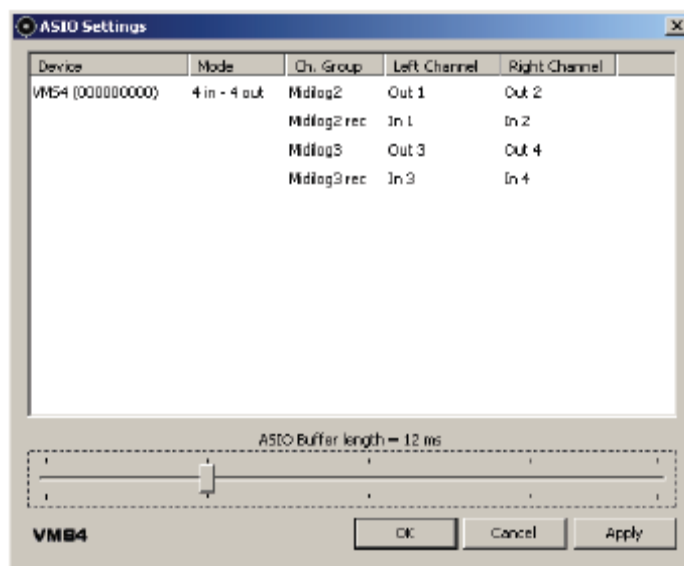 ASIO Settings
Device Mode Ch. Group Left Channel Right Channel
VMS4 (000000000) 4 in - 4 out Midilog2 Out 1 Out 2
Midilog2 rec In 1 In 2
Midilog3 Out 3 Out 4
Midilog3 rec In 3 In 4
ASIO Buffer length = 12 ms
VMS4 OK Cancel Apply